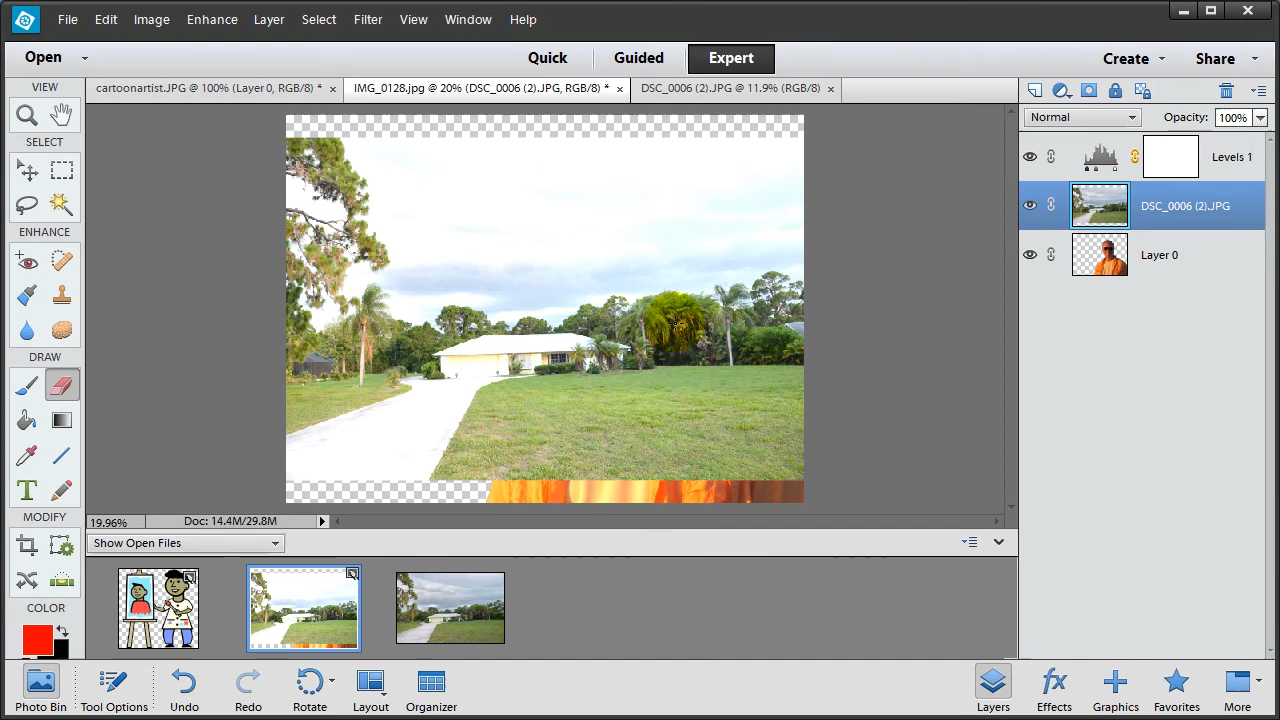 File Edit Image Enhance Layer Select Filter View Window Help
Open Quick Guided Expert Create Share
VIEW
cartoonartist.JPG @ 100% (Layer 0, RGB/8) * × IMG_0128.jpg @ 20% (DSC_0006 (2).JPG, RGB/8) * × DSC_0006 (2).JPG @ 11.9% (RGB/8) ×
Normal Opacity: 100%
SELECT
Levels 1
DSC_0006 (2).JPG
ENHANCE
Layer 0
DRAW
T
MODIFY
19.96% Doc: 14.4M/29.8M
Show Open Files
COLOR
Photo Bin Tool Options Undo Redo Rotate Layout Organizer Layers Effects Graphics Favorites More